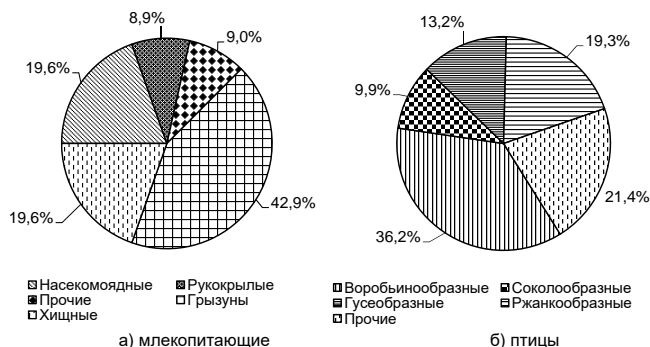 8,9%
9,0%
19,6%
19,6%
42,9%
Насекомоядные Рукокрылые
Прочие Грызуны
Хищные
а) млекопитающие
13,2%
19,3%
9,9%
21,4%
36,2%
Воробьинообразные Соколообразные
Гусеобразные Ржанкообразные
Прочие
б) птицы